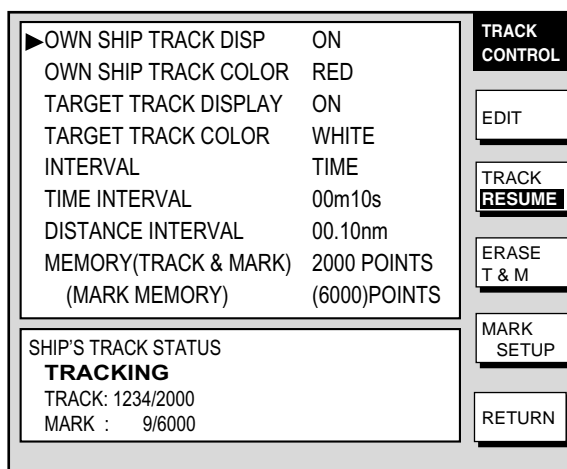 ▶OWN SHIP TRACK DISP ON
OWN SHIP TRACK COLOR RED
TARGET TRACK DISPLAY ON
TARGET TRACK COLOR WHITE
INTERVAL TIME
TIME INTERVAL 00m10s
DISTANCE INTERVAL 00.10nm
MEMORY(TRACK & MARK) 2000 POINTS
(MARK MEMORY) (6000)POINTS
SHIP'S TRACK STATUS
TRACKING
TRACK: 1234/2000
MARK : 9/6000
TRACK
CONTROL
EDIT
TRACK
RESUME
ERASE
T & M
MARK
SETUP
RETURN